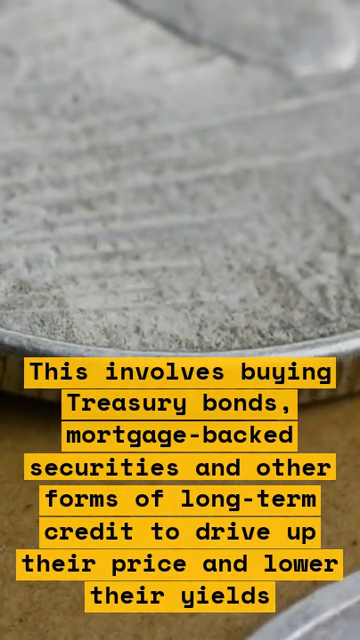 This involves buying
Treasury bonds,
mortgage-backed
securities and other
forms of long-term
credit to drive up
their price and lower
their yields